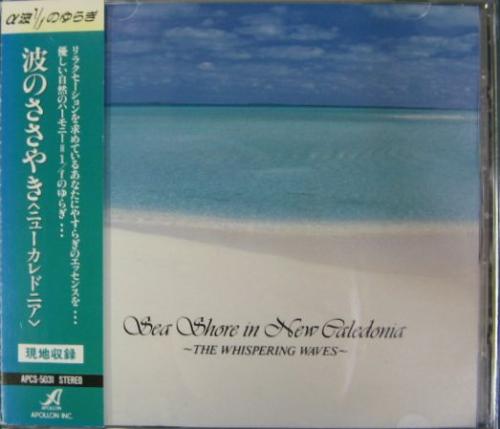 α波1/fのゆらぎ
リラクセーションを求めているあなたにやすらぎのエッセンスを…
優しい自然のハーモニー=1/fのゆらぎ…
波のささやき〈ニューカレドニア〉
現地収録
APCS-5031 STEREO
A
APOLLON
APOLLON INC.
Sea Shore in New Caledonia
~THE WHISPERING WAVES~